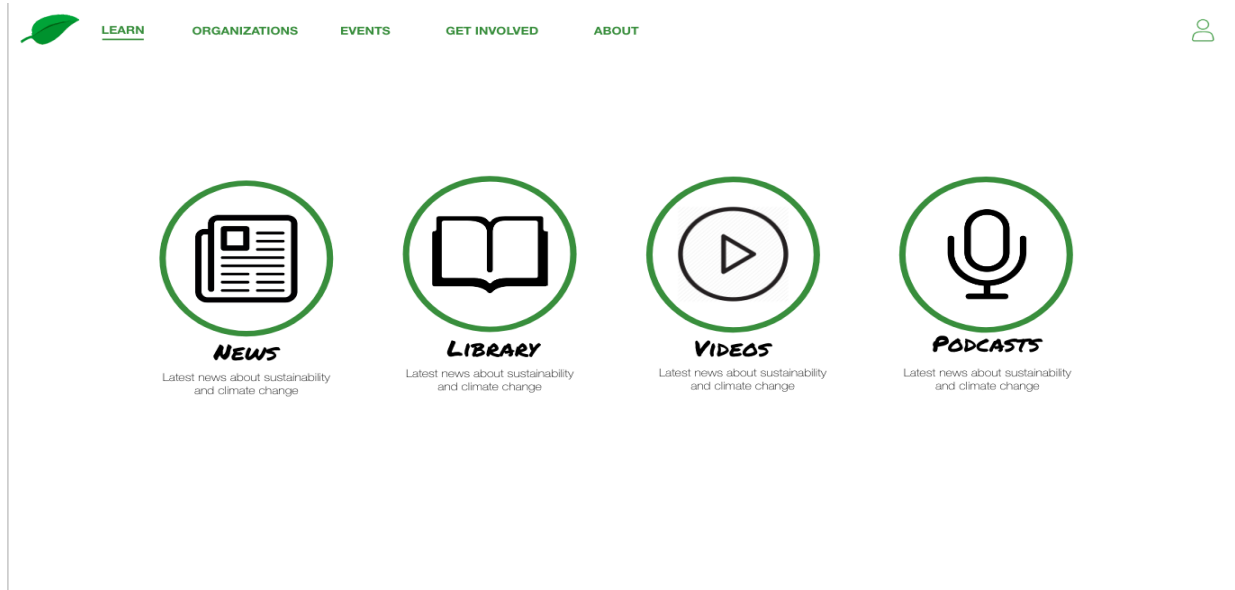 LEARN ORGANIZATIONS EVENTS GET INVOLVED ABOUT
News
Latest news about sustainability
and climate change
Library
Latest news about sustainability
and climate change
Videos
Latest news about sustainability
and climate change
Podcasts
Latest news about sustainability
and climate change